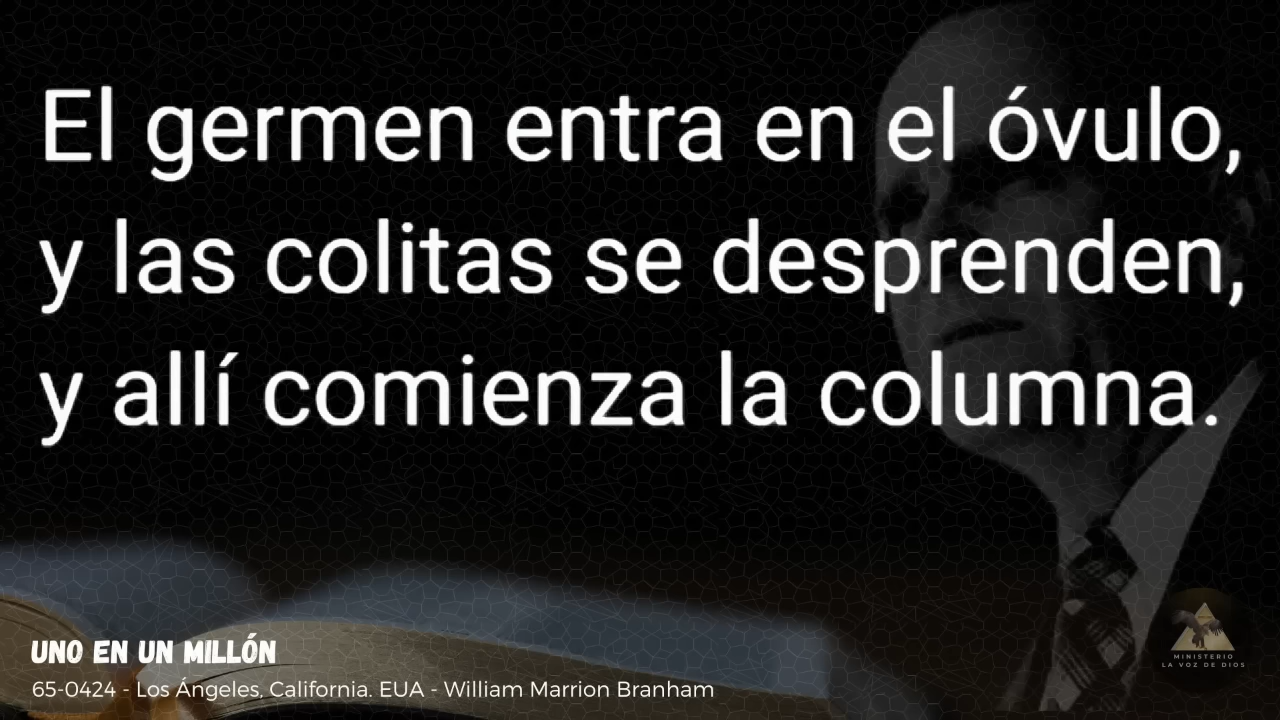 El germen entra en el óvulo,
y las colitas se desprenden,
y allí comienza la columna.
UNO EN UN MILLÓN
65-0424 - Los Ángeles, California. EUA - William Marrion Branham
MINISTERIO
LA VOZ DE DIOS